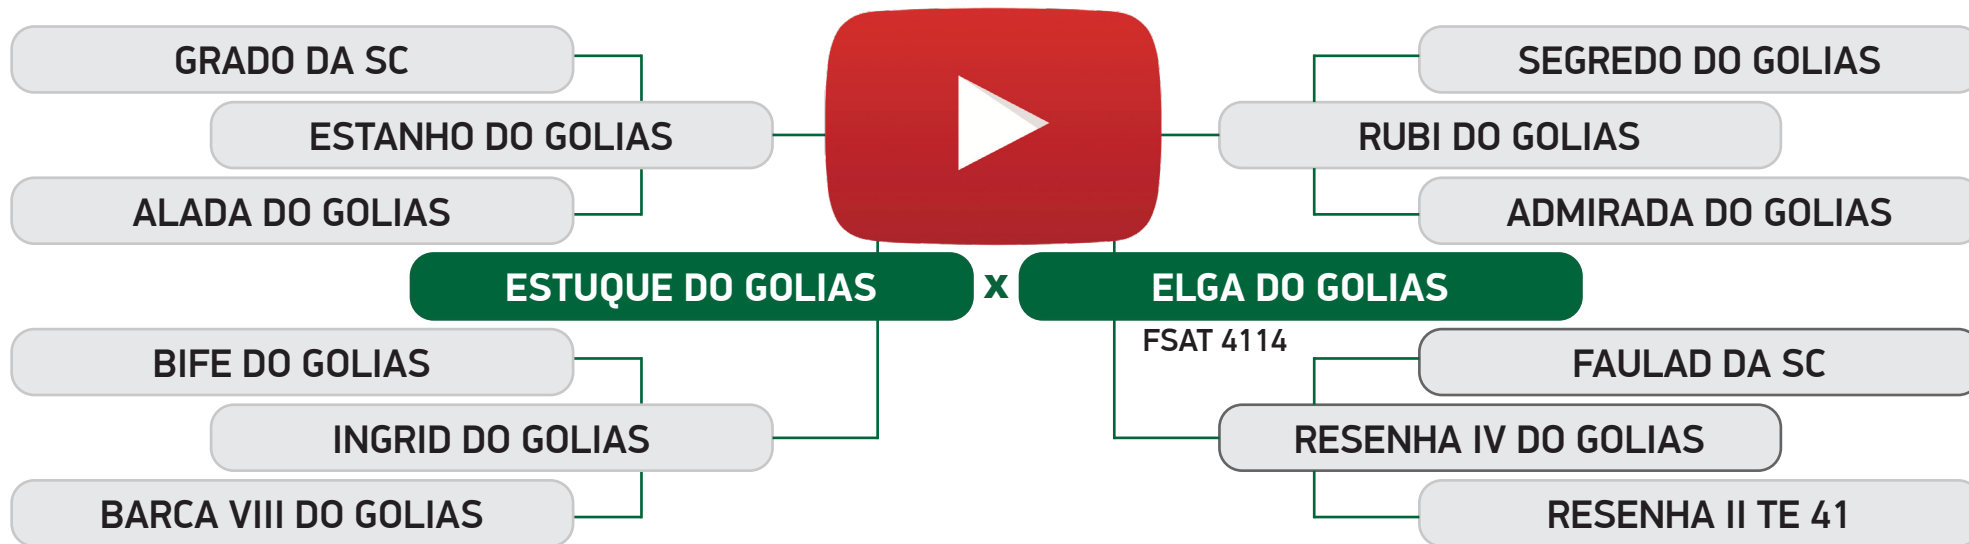 GRADO DA SC
SEGREDO DO GOLIAS
ESTANHO DO GOLIAS
RUBI DO GOLIAS
ALADA DO GOLIAS
ADMIRADA DO GOLIAS
ESTUQUE DO GOLIAS x ELGA DO GOLIAS
FSAT 4114
BIFE DO GOLIAS
FAULAD DA SC
INGRID DO GOLIAS
RESENHA IV DO GOLIAS
BARCA VIII DO GOLIAS
RESENHA II TE 41